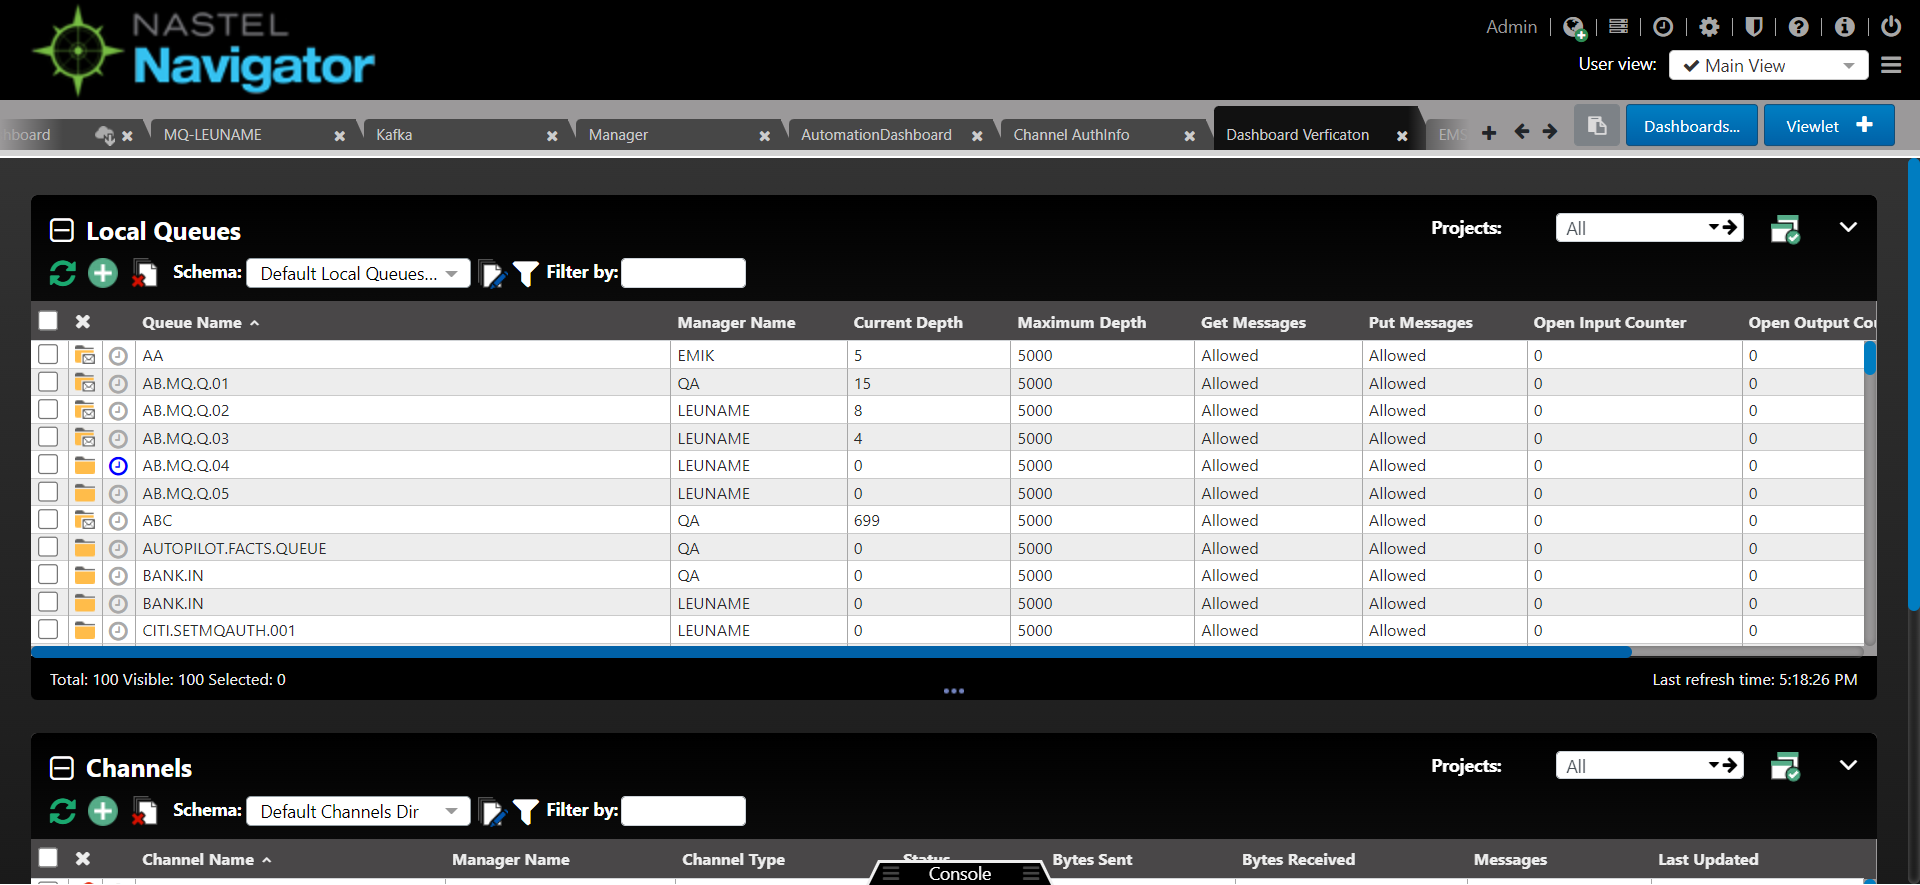 NASTEL
Navigator
Admin
User view: Main View
hboard
MQ-LEUNAME
Kafka
Manager
AutomationDashboard
Channel AuthInfo
Dashboard Verficaton
EMS
Dashboards...
Viewlet
Local Queues
Projects: All
Schema: Default Local Queues... Filter by:
Queue Name Manager Name Current Depth Maximum Depth Get Messages Put Messages Open Input Counter Open Output Cou
AA EMIK 5 5000 Allowed Allowed 0 0
AB.MQ.Q.01 QA 15 5000 Allowed Allowed 0 0
AB.MQ.Q.02 LEUNAME 8 5000 Allowed Allowed 0 0
AB.MQ.Q.03 LEUNAME 4 5000 Allowed Allowed 0 0
AB.MQ.Q.04 LEUNAME 0 5000 Allowed Allowed 0 0
AB.MQ.Q.05 LEUNAME 0 5000 Allowed Allowed 0 0
ABC QA 699 5000 Allowed Allowed 0 0
AUTOPILOT.FACTS.QUEUE QA 0 5000 Allowed Allowed 0 0
BANK.IN QA 0 5000 Allowed Allowed 0 0
BANK.IN LEUNAME 0 5000 Allowed Allowed 0 0
CITI.SETMQAUTH.001 LEUNAME 0 5000 Allowed Allowed 0 0
Total: 100 Visible: 100 Selected: 0
Last refresh time: 5:18:26 PM
Channels
Projects: All
Schema: Default Channels Dir Filter by:
Channel Name Manager Name Channel Type Status Bytes Sent Bytes Received Messages Last Updated
Console